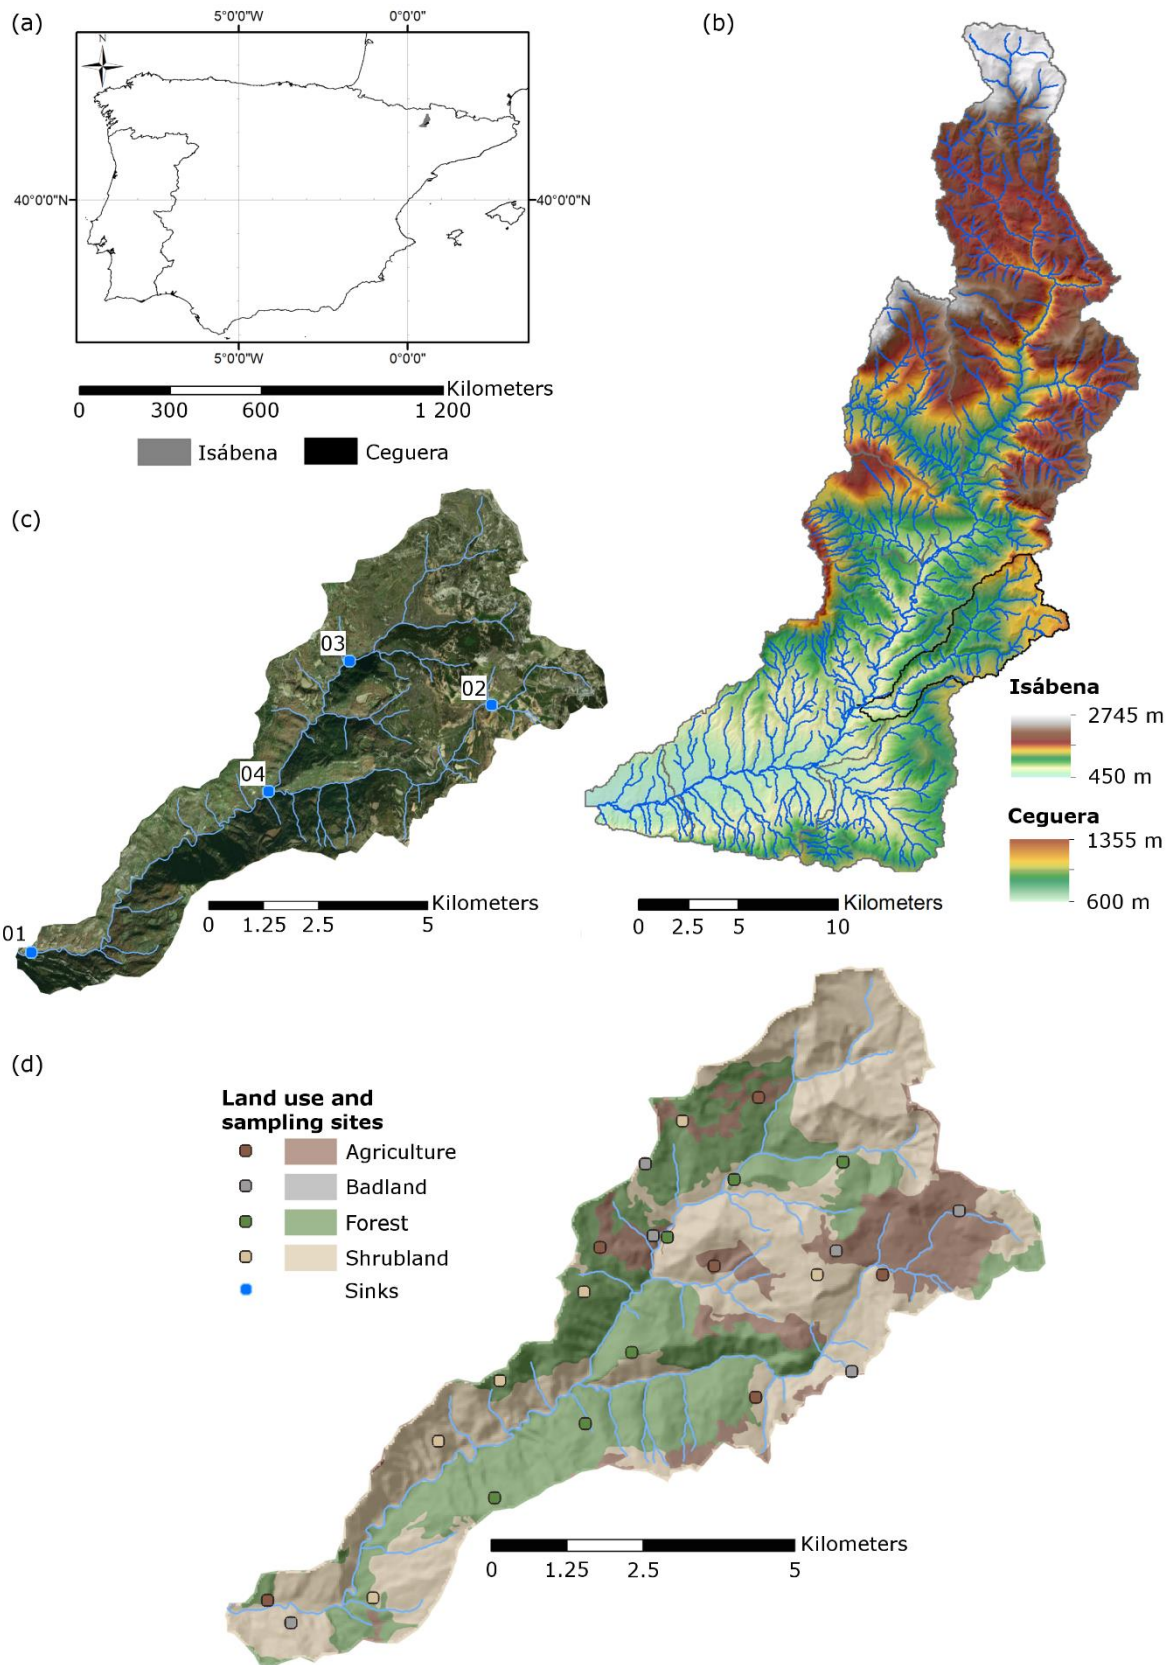 (a)
5°0'0"W 0°0'0"
N
40°0'0"N 40°0'0"N
5°0'0"W 0°0'0"
Kilometers
0 300 600 1 200
Isábena Ceguera
(b)
Isábena
2745 m
450 m
Ceguera
1355 m
600 m
Kilometers
0 2.5 5 10
(c)
03
02
04
01
Kilometers
0 1.25 2.5 5
(d)
Land use and
sampling sites
Agriculture
Badland
Forest
Shrubland
Sinks
Kilometers
0 1.25 2.5 5